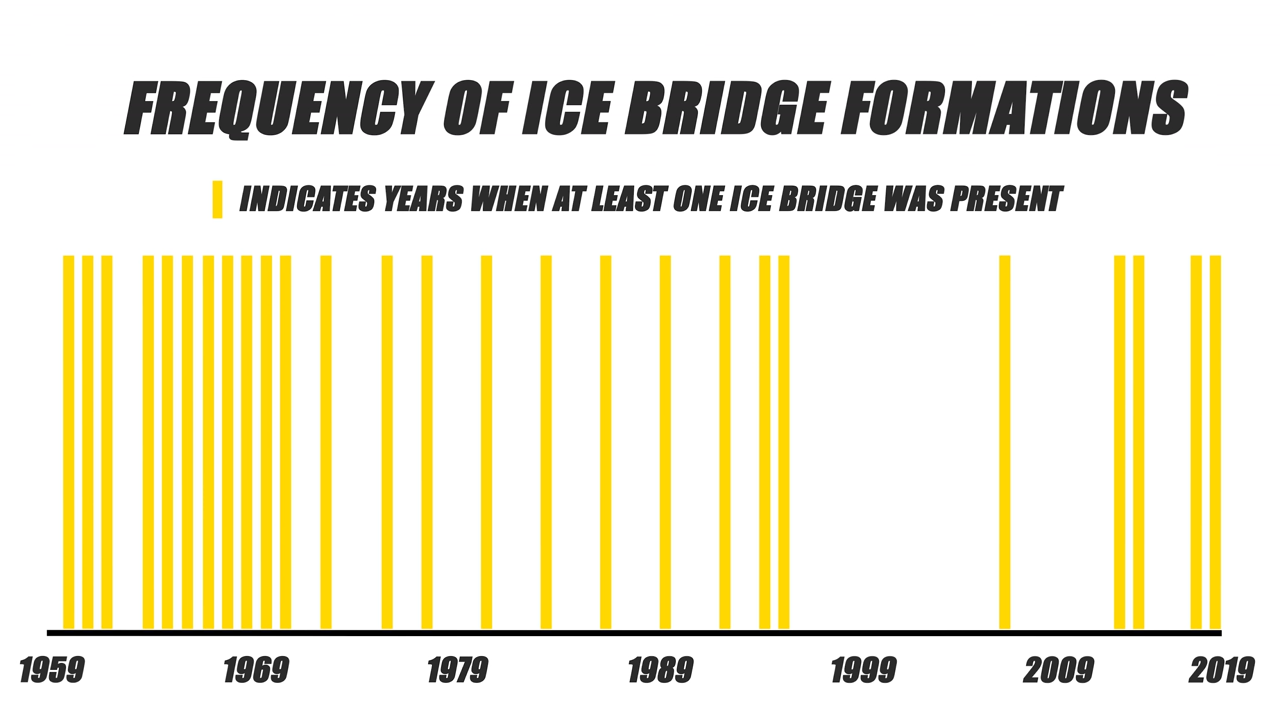 FREQUENCY OF ICE BRIDGE FORMATIONS
INDICATES YEARS WHEN AT LEAST ONE ICE BRIDGE WAS PRESENT
1959 1969 1979 1989 1999 2009 2019